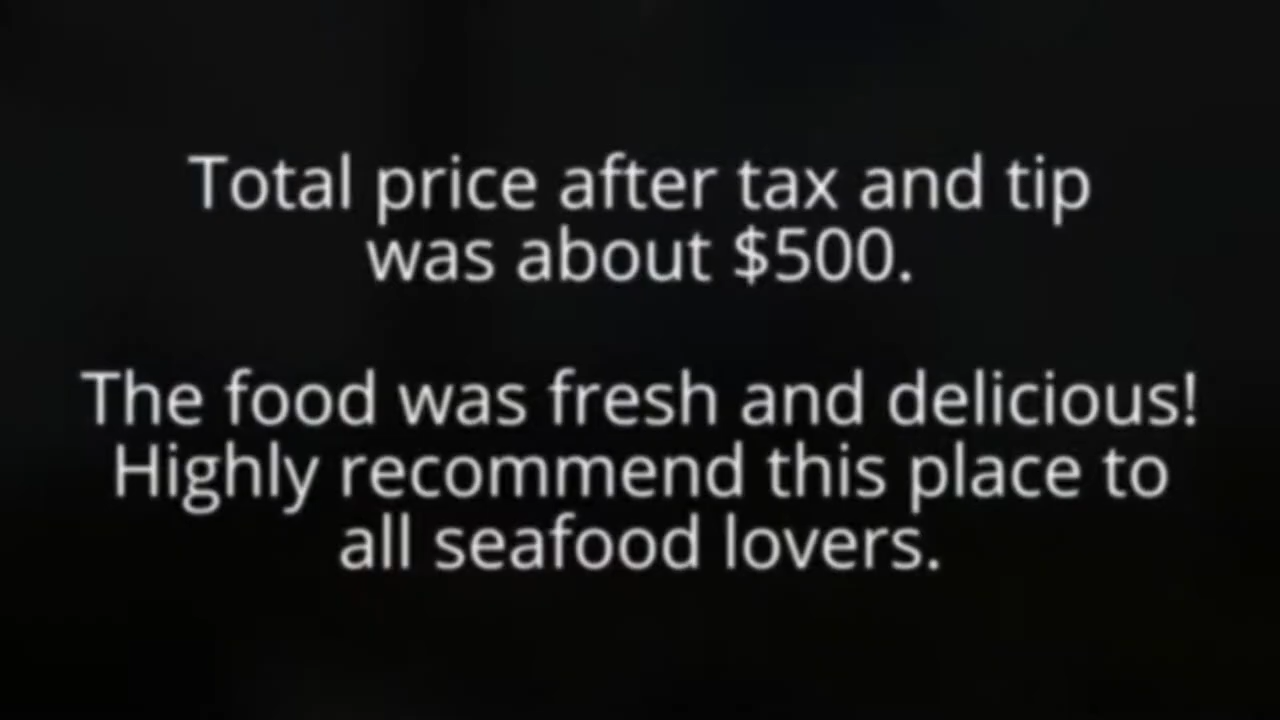 Total price after tax and tip
was about $500.
The food was fresh and delicious!
Highly recommend this place to
all seafood lovers.